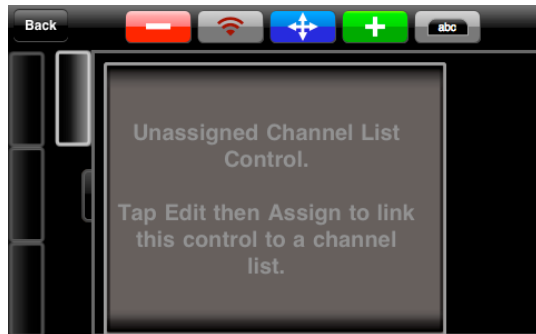 Back
abc
Unassigned Channel List
Control.
Tap Edit then Assign to link
this control to a channel
list.